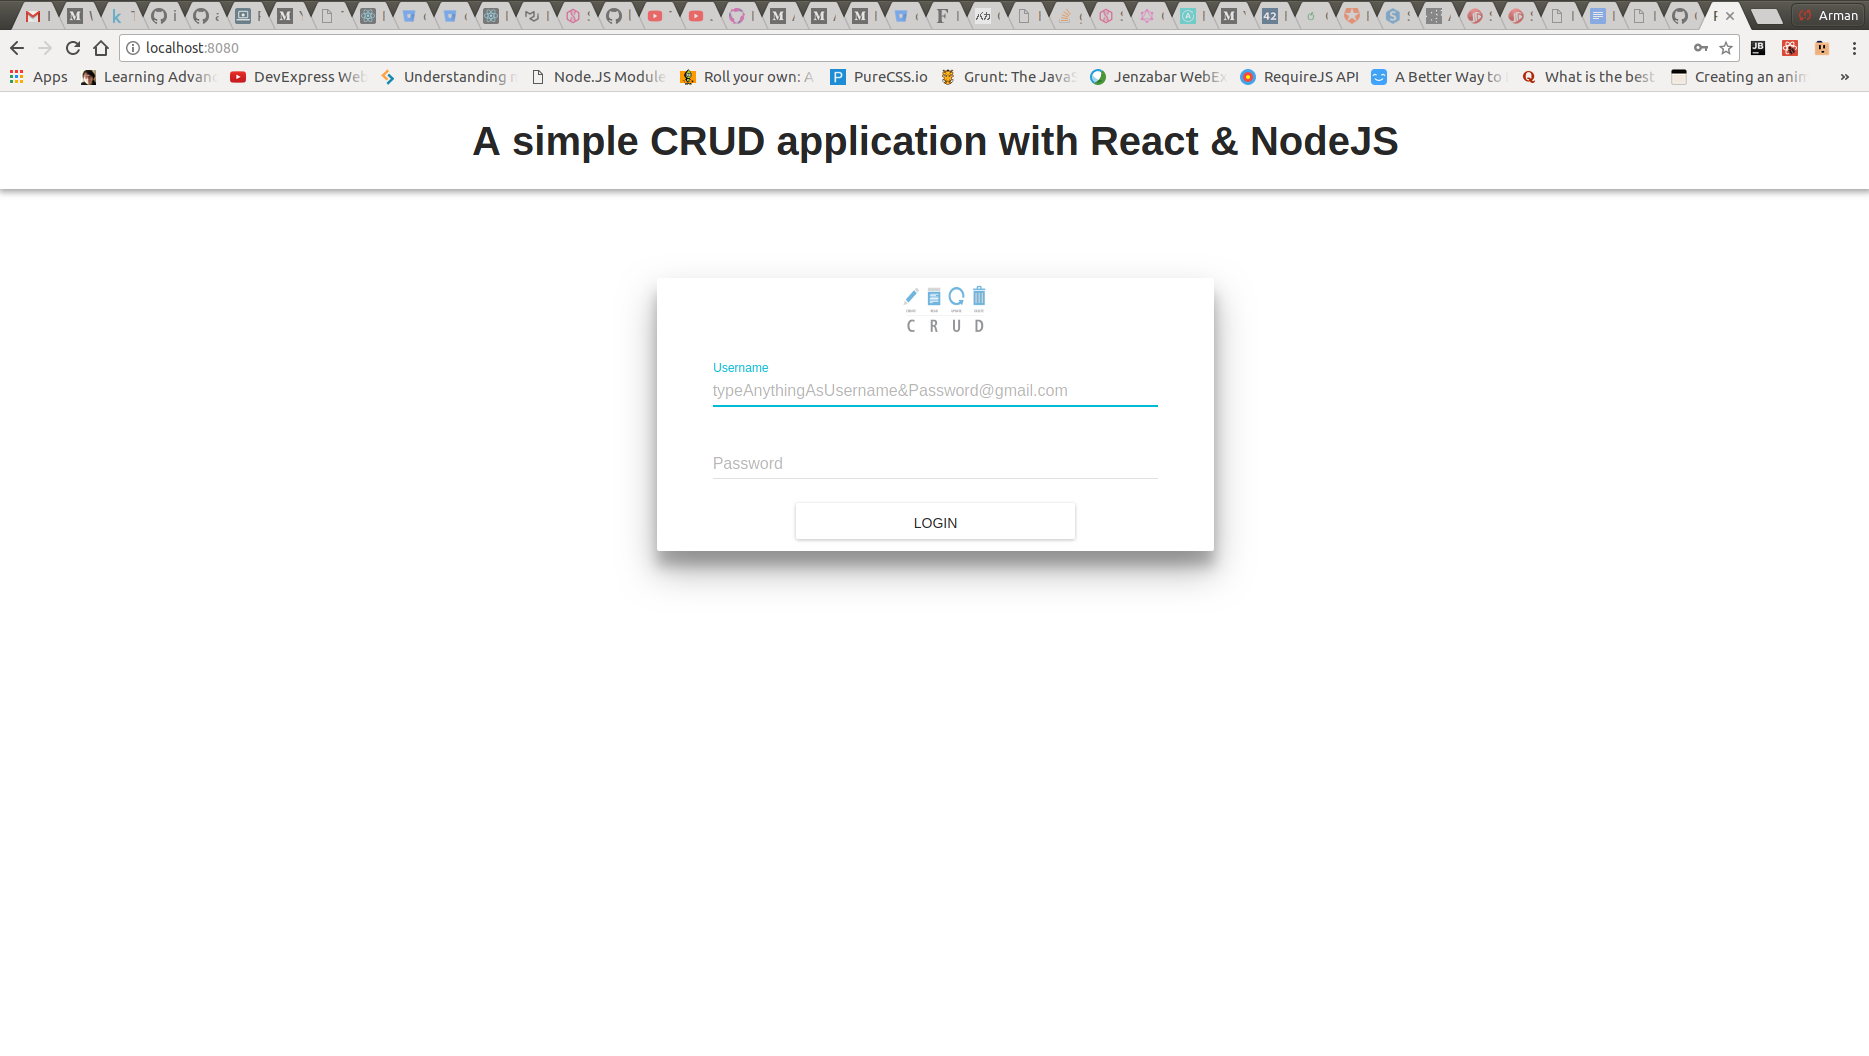 Arman
localhost:8080
Apps
Learning Advan
DevExpress Web
Understanding
Node.JS Module
Roll your own: A
PureCSS.io
Grunt: The JavaS
Jenzabar WebEx
RequireJS API
A Better Way to
What is the best
Creating an anim
»
A simple CRUD application with React & NodeJS
C R U D
Username
typeAnythingAsUsername&Password@gmail.com
Password
LOGIN